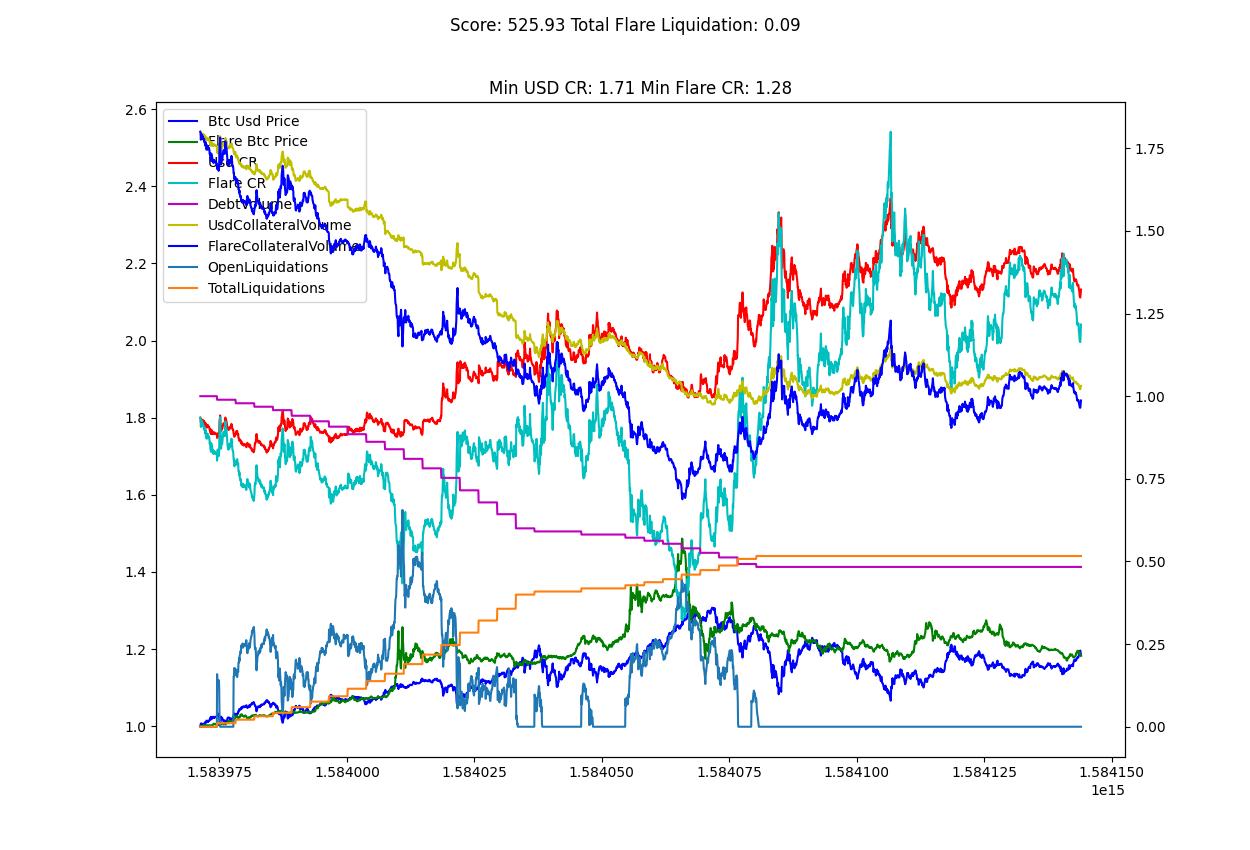 Score: 525.93 Total Flare Liquidation: 0.09
Min USD CR: 1.71 Min Flare CR: 1.28
Btc Usd Price
Flare Btc Price
Usd CR
Flare CR
DebtVolume
UsdCollateralVolume
FlareCollateralVolume
OpenLiquidations
TotalLiquidations
2.6
2.4
2.2
2.0
1.8
1.6
1.4
1.2
1.0
1.75
1.50
1.25
1.00
0.75
0.50
0.25
0.00
1.583975 1.584000 1.584025 1.584050 1.584075 1.584100 1.584125 1.584150
1e15